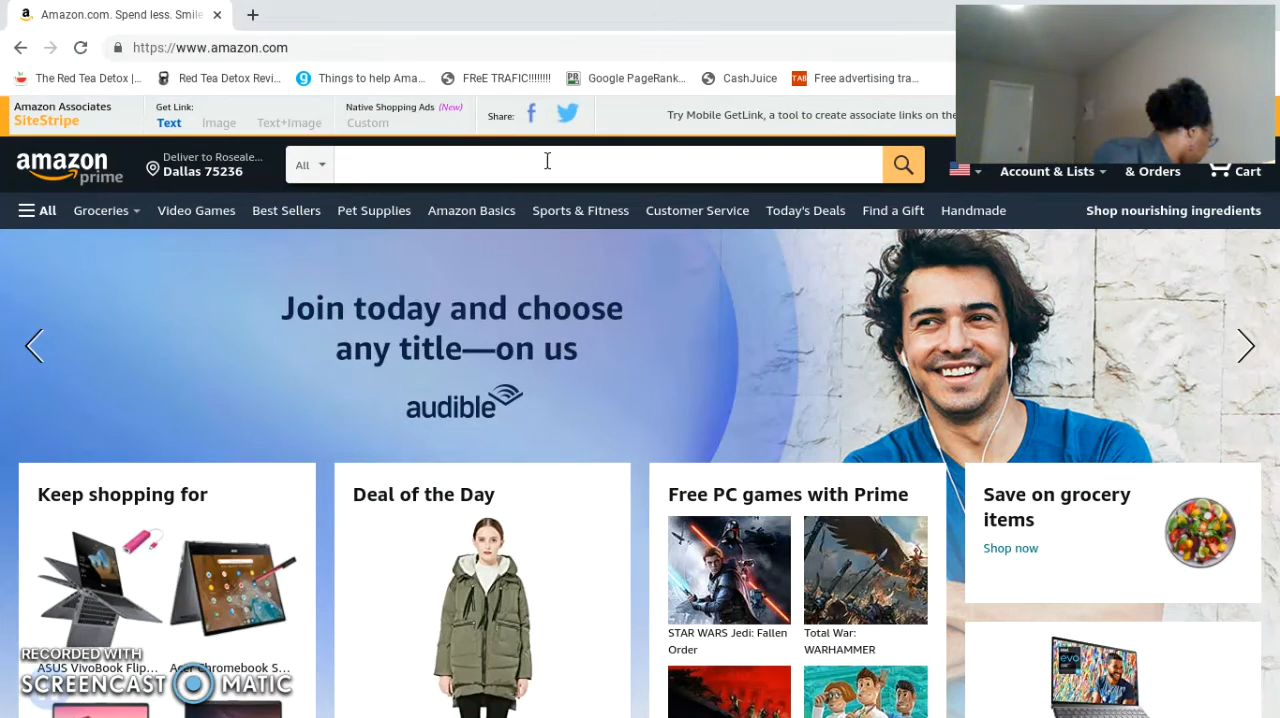 Amazon.com. Spend less. Smile
https://www.amazon.com
The Red Tea Detox |...
Red Tea Detox Revi...
Things to help Ama...
FReE TRAFIC!!!!!!!!
Google PageRank...
CashJuice
Free advertising tra...
Amazon Associates
SiteStripe
Get Link:
Text Image Text+Image
Native Shopping Ads (New)
Custom
Share:
Try Mobile GetLink, a tool to create associate links on the
amazon
prime
Deliver to Roseale...
Dallas 75236
All
Account & Lists
& Orders
Cart
All
Groceries
Video Games
Best Sellers
Pet Supplies
Amazon Basics
Sports & Fitness
Customer Service
Today's Deals
Find a Gift
Handmade
Shop nourishing ingredients
Join today and choose
any title—on us
audible
Keep shopping for
ASUS VivoBook Flip...
Acer Chromebook S...
Deal of the Day
Free PC games with Prime
STAR WARS Jedi: Fallen
Order
Total War:
WARHAMMER
Save on grocery
items
Shop now
RECORDED WITH
SCREENCAST MATIC